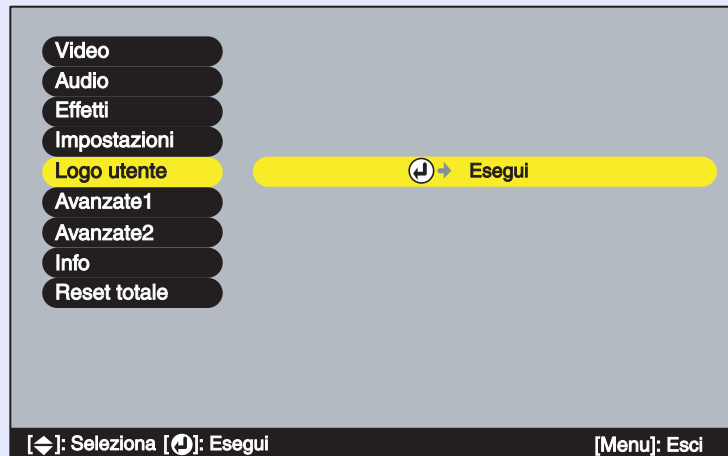 Video
Audio
Effetti
Impostazioni
Logo utente
Esegui
Avanzate1
Avanzate2
Info
Reset totale
[]: Seleziona []: Esegui
[Menu]: Esci